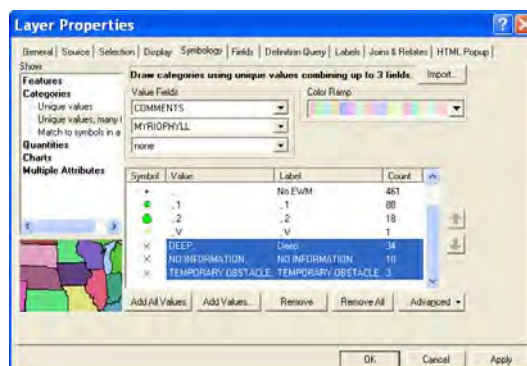 Layer Properties
General Source Selection Display Symbology Fields Definition Query Labels Joins & Relates HTML Popup
Show:
Features
Categories
Unique values
Unique values, many f
Match to symbols in a
Quantities
Charts
Multiple Attributes
Draw categories using unique values combining up to 3 fields.
Import...
Value Fields
COMMENTS
MYRIOPHYLL
none
Color Ramp
Symbol Value Label Count
, No EWM 461
, 1 , 1 88
, 2 , 2 18
, V , V 1
DEEP, Deep 34
NO INFORMATION, NO INFORMATION, 10
TEMPORARY OBSTACLE, TEMPORARY OBSTACLE, 3
Add All Values Add Values... Remove Remove All Advanced
OK Cancel Apply